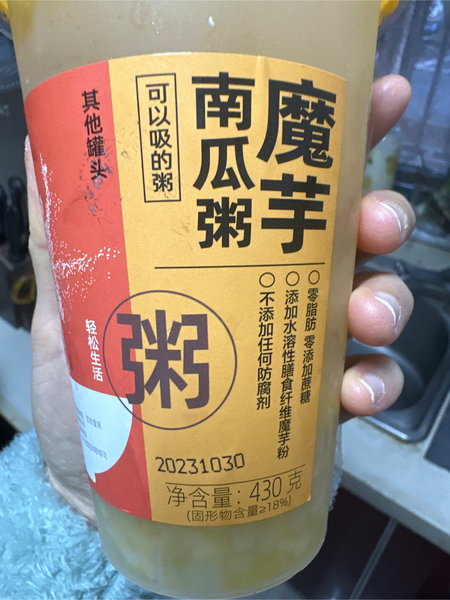 魔芋
南瓜粥
可以吸的粥
其他罐头
○ 零脂肪 零添加蔗糖
○ 添加水溶性膳食纤维魔芋粉
○ 不添加任何防腐剂
粥
轻松生活
20231030
净含量: 430 克
(固形物含量≥18%)